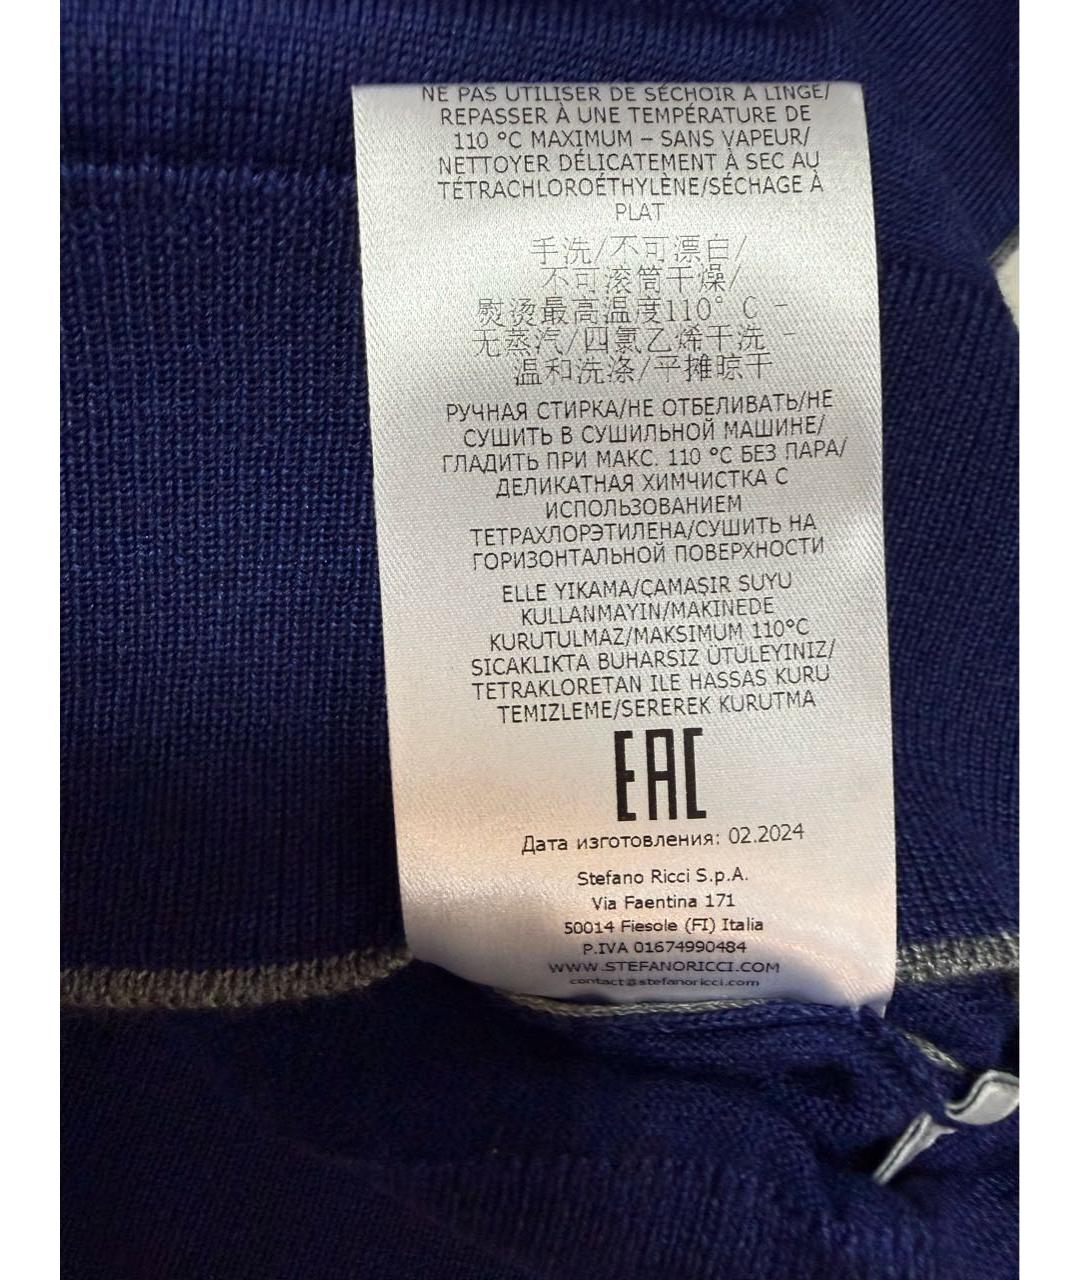 NE PAS UTILISER DE SÉCHOIR À LINGE/
REPASSER À UNE TEMPÉRATURE DE
110 °C MAXIMUM – SANS VAPEUR/
NETTOYER DÉLICATEMENT À SEC AU
TÉTRACHLOROÉTHYLÈNE/SÉCHAGE À
PLAT
手洗/不可漂白/
不可滚筒干燥/
熨烫最高温度110° C -
无蒸汽/四氯乙烯干洗 -
温和洗涤/平摊晾干
РУЧНАЯ СТИРКА/НЕ ОТБЕЛИВАТЬ/НЕ
СУШИТЬ В СУШИЛЬНОЙ МАШИНЕ/
ГЛАДИТЬ ПРИ МАКС. 110 °C БЕЗ ПАРА/
ДЕЛИКАТНАЯ ХИМЧИСТКА С
ИСПОЛЬЗОВАНИЕМ
ТЕТРАХЛОРЭТИЛЕНА/СУШИТЬ НА
ГОРИЗОНТАЛЬНОЙ ПОВЕРХНОСТИ
ELLE YIKAMA/ÇAMAŞIR SUYU
KULLANMAYIN/MAKINEDE
KURUTULMAZ/MAKSIMUM 110°C
SICAKLIKTA BUHARSIZ ÜTÜLEYINIZ/
TETRAKLORETAN ILE HASSAS KURU
TEMIZLEME/SEREREK KURUTMA
EAC
Дата изготовления: 02.2024
Stefano Ricci S.p.A.
Via Faentina 171
50014 Fiesole (FI) Italia
P.IVA 01674990484
WWW.STEFANORICCI.COM
contact@stefanoricci.com